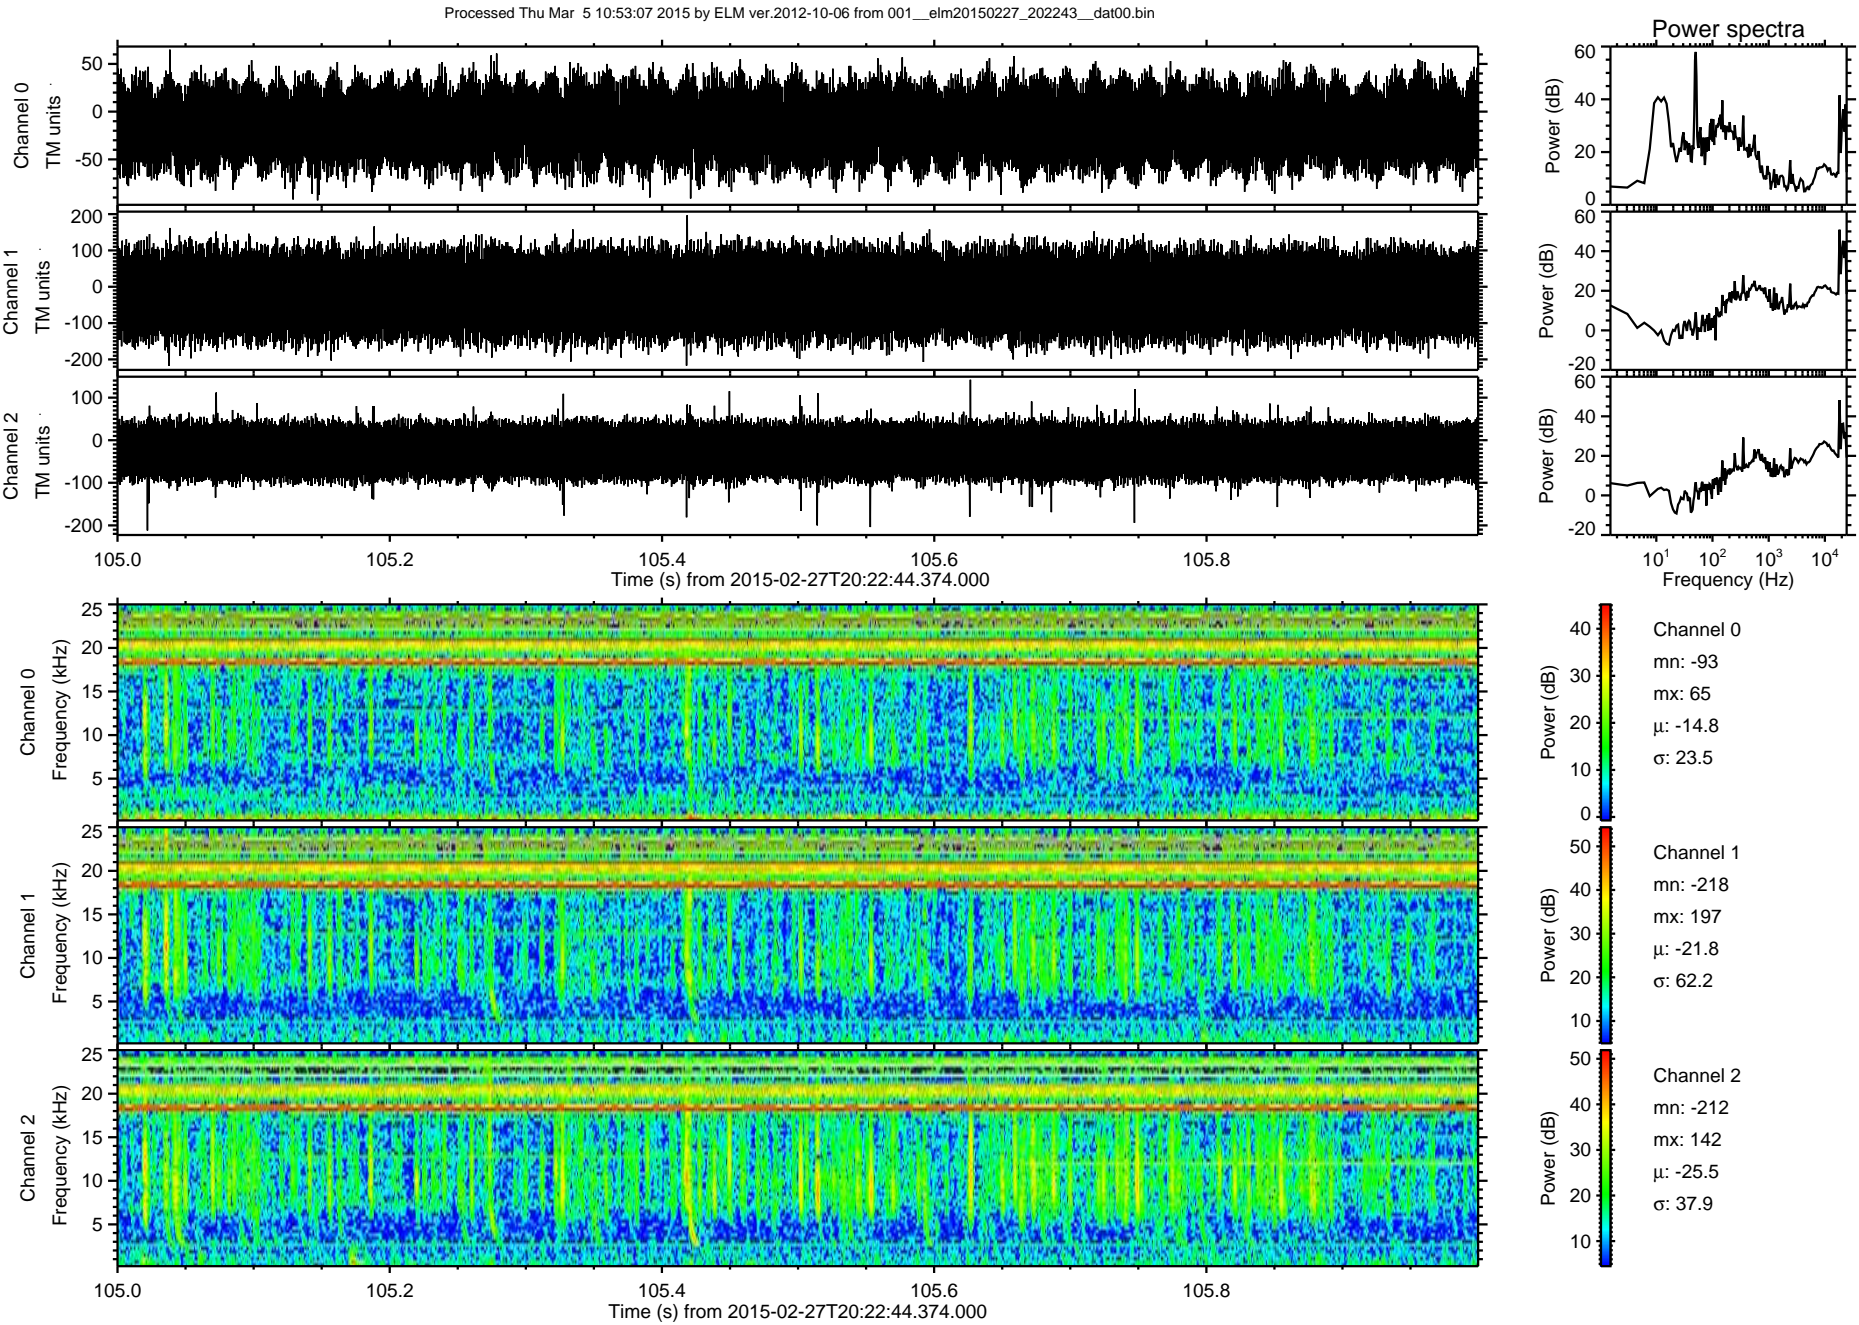 Processed Thu Mar  5 10:53:07 2015 by ELM ver.2012-10-06 from 001__elm20150227_202243__dat00.bin
Power spectra
Channel 0
TM units
50
0
-50
Power (dB)
60
40
20
0
Channel 1
TM units
200
100
0
-100
-200
Power (dB)
60
40
20
0
-20
Channel 2
TM units
100
0
-100
-200
Power (dB)
60
40
20
0
-20
105.0 105.2 105.4 105.6 105.8
Time (s) from 2015-02-27T20:22:44.374.000
10^1 10^2 10^3 10^4
Frequency (Hz)
Channel 0
Frequency (kHz)
25
20
15
10
5
Power (dB)
40
30
20
10
0
Channel 0
mn: -93
mx: 65
μ: -14.8
σ: 23.5
Channel 1
Frequency (kHz)
25
20
15
10
5
Power (dB)
50
40
30
20
10
Channel 1
mn: -218
mx: 197
μ: -21.8
σ: 62.2
Channel 2
Frequency (kHz)
25
20
15
10
5
Power (dB)
50
40
30
20
10
Channel 2
mn: -212
mx: 142
μ: -25.5
σ: 37.9
105.0 105.2 105.4 105.6 105.8
Time (s) from 2015-02-27T20:22:44.374.000